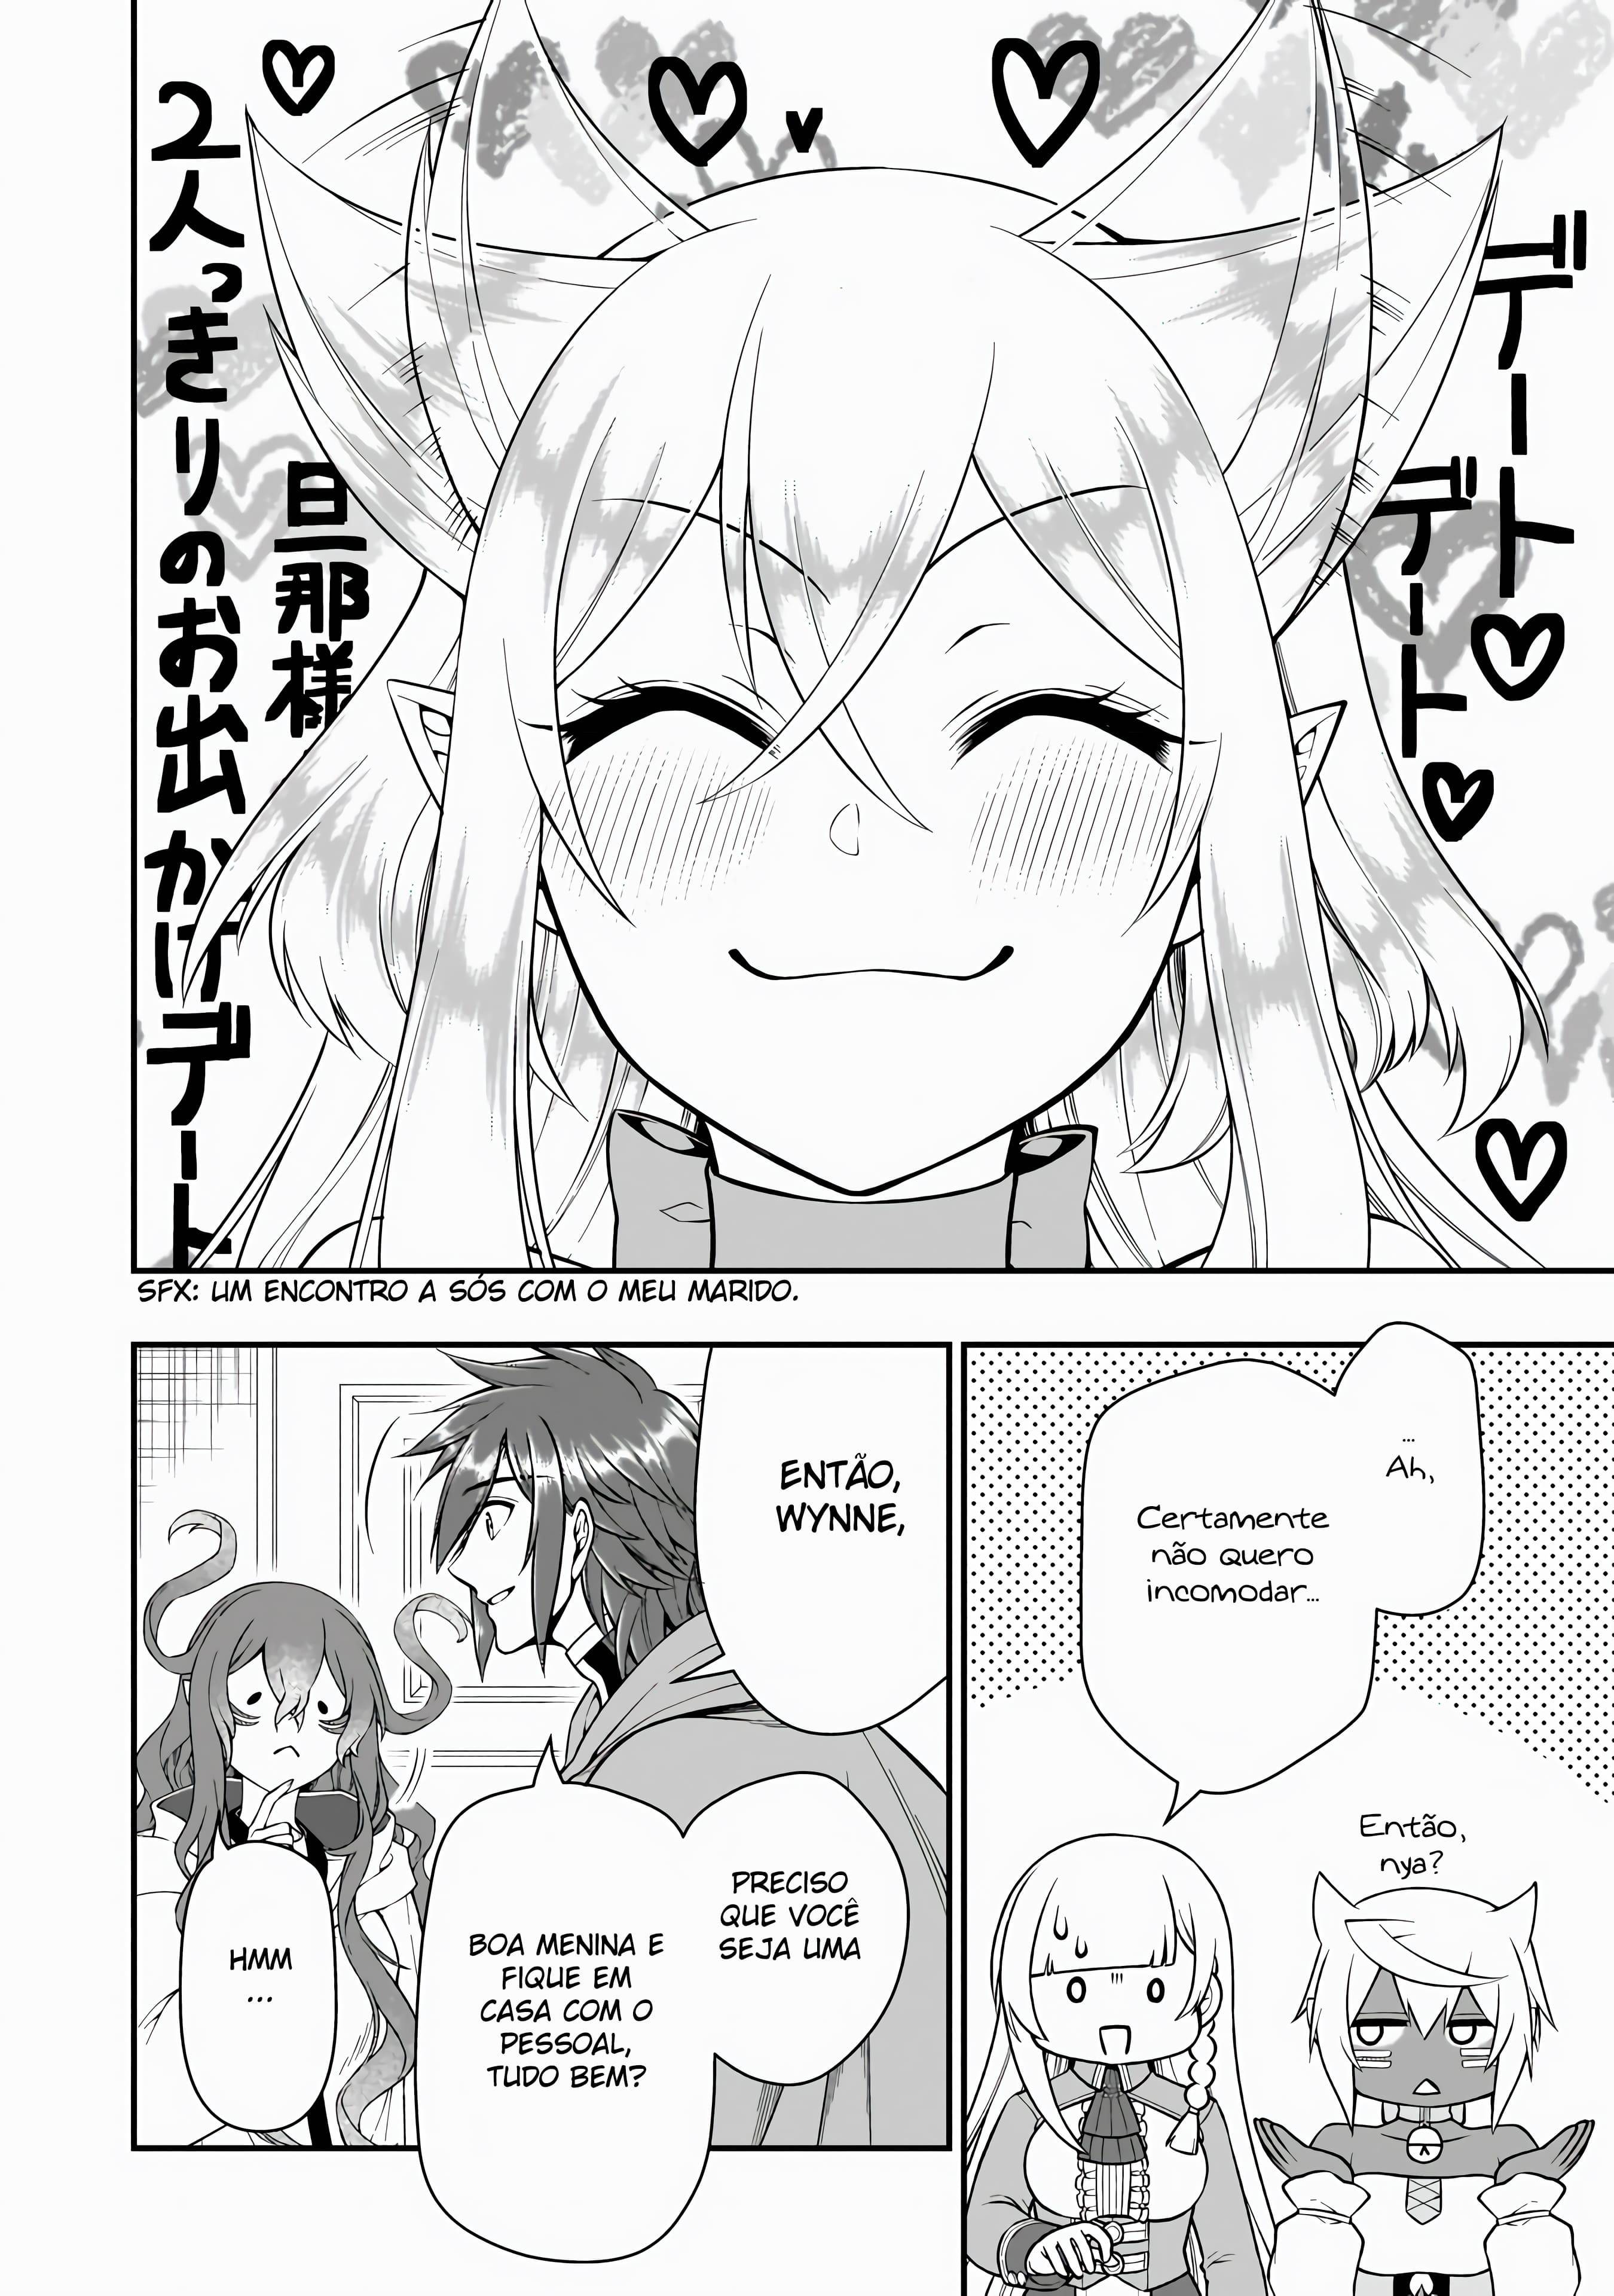 デート
デート
旦那様
2人っきりのお出かけデート
SFX: UM ENCONTRO A SÓS COM O MEU MARIDO.
...
Ah,
Certamente
não quero
incomodar...
Então,
nya?
ENTÃO,
WYNNE,
PRECISO
QUE VOCÊ
SEJA UMA
BOA MENINA E
FIQUE EM
CASA COM O
PESSOAL,
TUDO BEM?
HMM
...